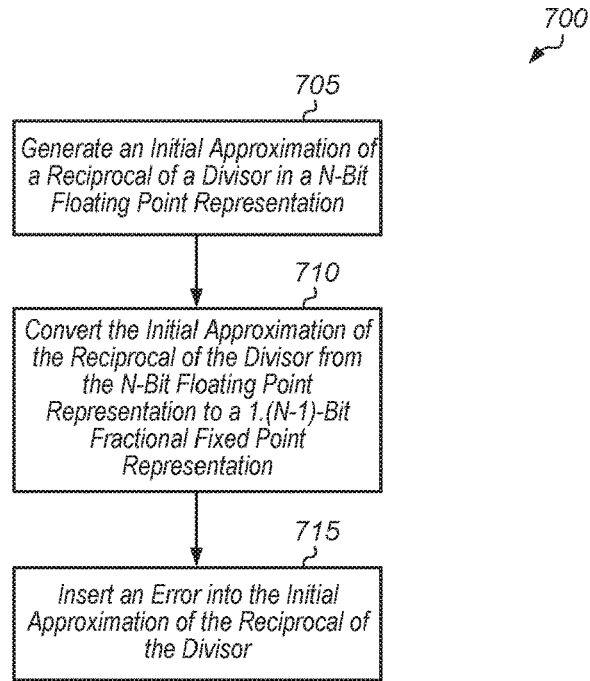 700
705
Generate an Initial Approximation of
a Reciprocal of a Divisor in a N-Bit
Floating Point Representation
710
Convert the Initial Approximation of
the Reciprocal of the Divisor from
the N-Bit Floating Point
Representation to a 1.(N-1)-Bit
Fractional Fixed Point
Representation
715
Insert an Error into the Initial
Approximation of the Reciprocal of
the Divisor